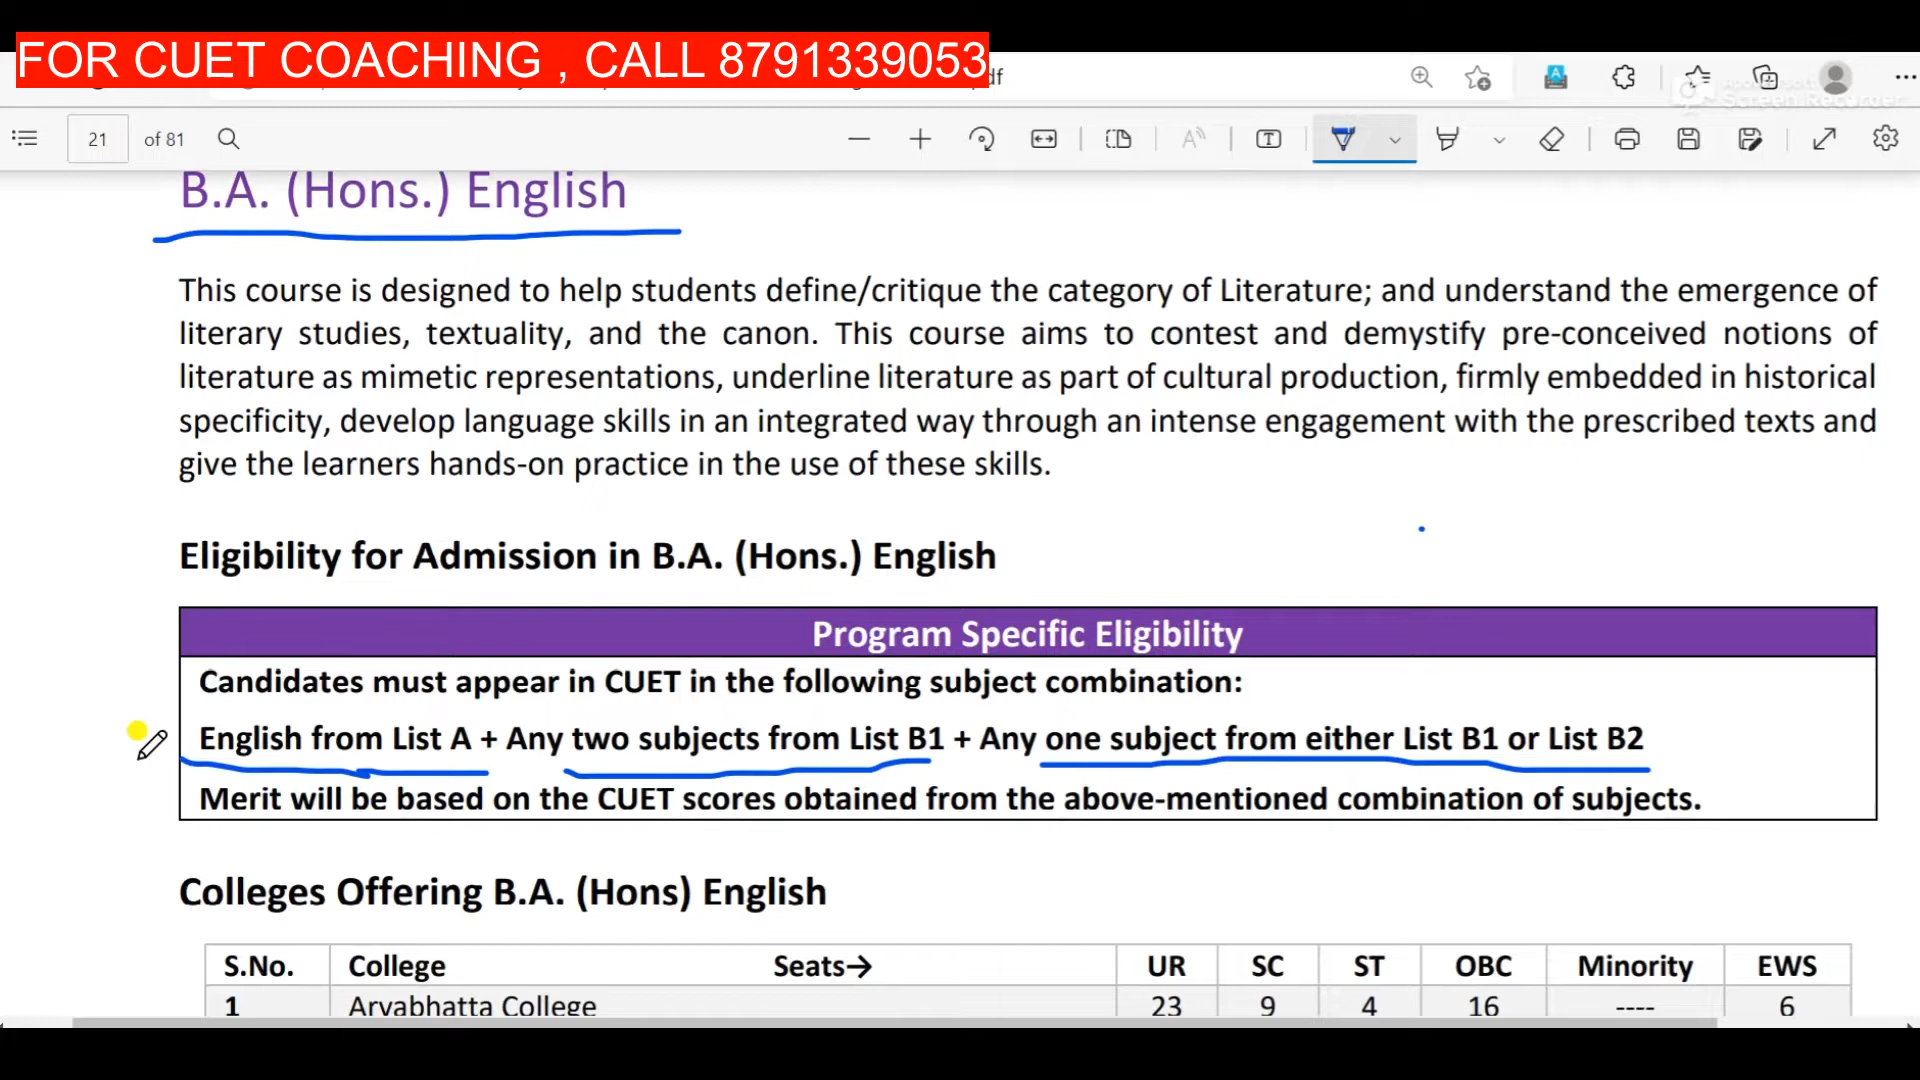 FOR CUET COACHING , CALL 8791339053
df
21 of 81
B.A. (Hons.) English
This course is designed to help students define/critique the category of Literature; and understand the emergence of
literary studies, textuality, and the canon. This course aims to contest and demystify pre-conceived notions of
literature as mimetic representations, underline literature as part of cultural production, firmly embedded in historical
specificity, develop language skills in an integrated way through an intense engagement with the prescribed texts and
give the learners hands-on practice in the use of these skills.
Eligibility for Admission in B.A. (Hons.) English
Program Specific Eligibility
Candidates must appear in CUET in the following subject combination:
English from List A + Any two subjects from List B1 + Any one subject from either List B1 or List B2
Merit will be based on the CUET scores obtained from the above-mentioned combination of subjects.
Colleges Offering B.A. (Hons) English
S.No. College Seats→ UR SC ST OBC Minority EWS
1 Aryabhatta College 23 9 4 16 ---- 6